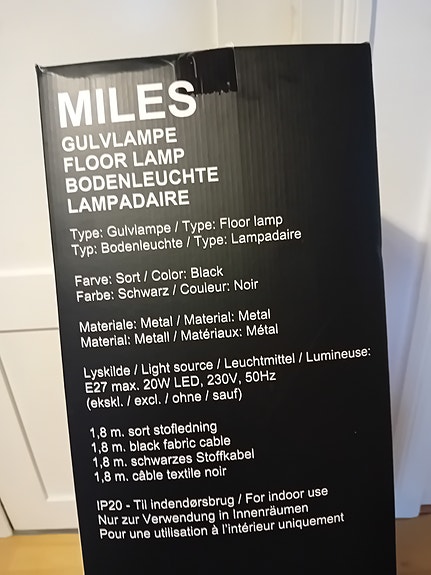 MILES
GULVLAMPE
FLOOR LAMP
BODENLEUCHTE
LAMPADAIRE
Type: Gulvlampe / Type: Floor lamp
Typ: Bodenleuchte / Type: Lampadaire
Farve: Sort / Color: Black
Farbe: Schwarz / Couleur: Noir
Materiale: Metal / Material: Metal
Material: Metall / Matériaux: Métal
Lyskilde / Light source / Leuchtmittel / Lumineuse:
E27 max. 20W LED, 230V, 50Hz
(ekskl. / excl. / ohne / sauf)
1,8 m. sort stofledning
1,8 m. black fabric cable
1,8 m. schwarzes Stoffkabel
1,8 m. câble textile noir
IP20 - Til indendørsbrug / For indoor use
Nur zur Verwendung in Innenräumen
Pour une utilisation à l'intérieur uniquement